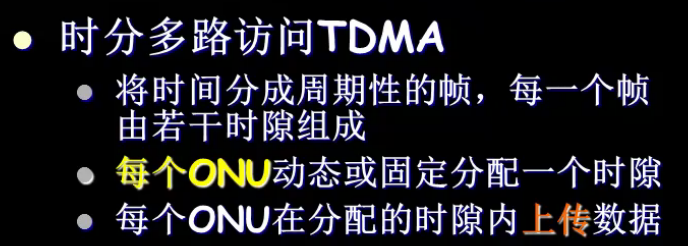 时分多路访问TDMA
将时间分成周期性的帧，每一个帧
由若干时隙组成
每个ONU动态或固定分配一个时隙
每个ONU在分配的时隙内上传数据